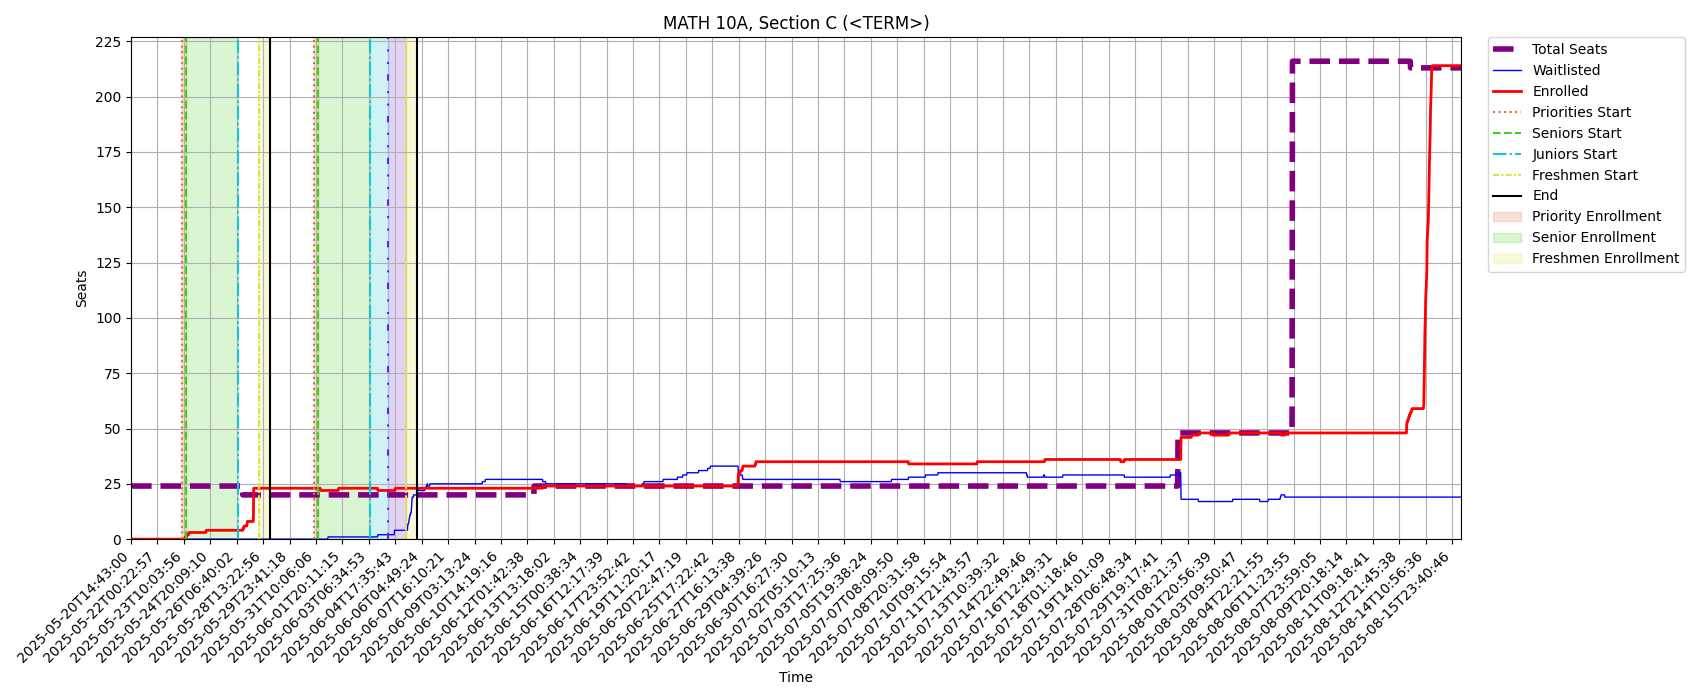 MATH 10A, Section C (<TERM>)
Seats
225
200
175
150
125
100
75
50
25
0
2025-05-20T14:43:00
2025-05-22T00:22:57
2025-05-23T10:03:56
2025-05-24T20:09:10
2025-05-26T06:40:02
2025-05-28T13:22:56
2025-05-29T23:41:18
2025-05-31T10:06:06
2025-06-01T20:11:15
2025-06-03T06:34:53
2025-06-04T17:35:43
2025-06-06T04:49:24
2025-06-07T16:10:21
2025-06-09T03:13:24
2025-06-10T14:19:16
2025-06-12T01:42:38
2025-06-13T13:18:02
2025-06-15T00:38:34
2025-06-16T12:17:39
2025-06-17T23:52:42
2025-06-19T11:20:17
2025-06-20T22:47:19
2025-06-25T17:22:42
2025-06-27T16:13:38
2025-06-29T04:39:26
2025-06-30T16:27:30
2025-07-02T05:10:13
2025-07-03T17:25:36
2025-07-05T19:38:24
2025-07-07T08:09:50
2025-07-08T20:31:58
2025-07-10T09:15:54
2025-07-11T21:43:57
2025-07-13T10:39:32
2025-07-14T22:49:46
2025-07-16T12:49:31
2025-07-18T01:18:46
2025-07-19T14:01:09
2025-07-28T06:48:34
2025-07-29T19:17:41
2025-07-31T08:21:37
2025-08-01T20:56:39
2025-08-03T09:50:47
2025-08-04T22:21:55
2025-08-06T11:23:55
2025-08-07T23:59:05
2025-08-09T20:18:14
2025-08-11T09:18:41
2025-08-12T21:45:38
2025-08-14T10:56:36
2025-08-15T23:40:46
Time
Total Seats
Waitlisted
Enrolled
Priorities Start
Seniors Start
Juniors Start
Freshmen Start
End
Priority Enrollment
Senior Enrollment
Freshmen Enrollment